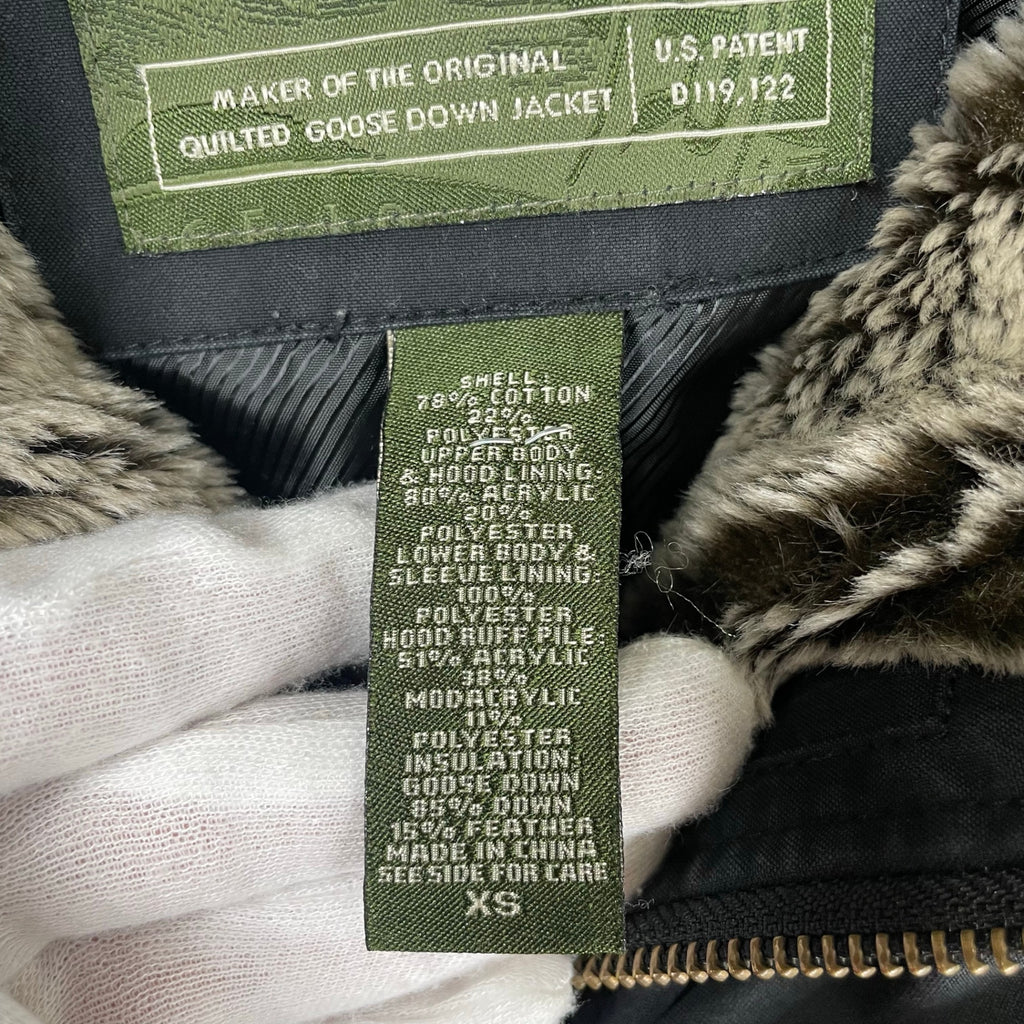 MAKER OF THE ORIGINAL
QUILTED GOOSE DOWN JACKET
U.S. PATENT
D119,122
SHELL:
78% COTTON
22%
POLYESTER
UPPER BODY
& HOOD LINING:
80% ACRYLIC
20%
POLYESTER
LOWER BODY &
SLEEVE LINING:
100%
POLYESTER
HOOD RUFF PILE
51% ACRYLIC
38%
MODACRYLIC
11%
POLYESTER
INSULATION:
GOOSE DOWN
85% DOWN
15% FEATHER
MADE IN CHINA
SEE SIDE FOR CARE
XS